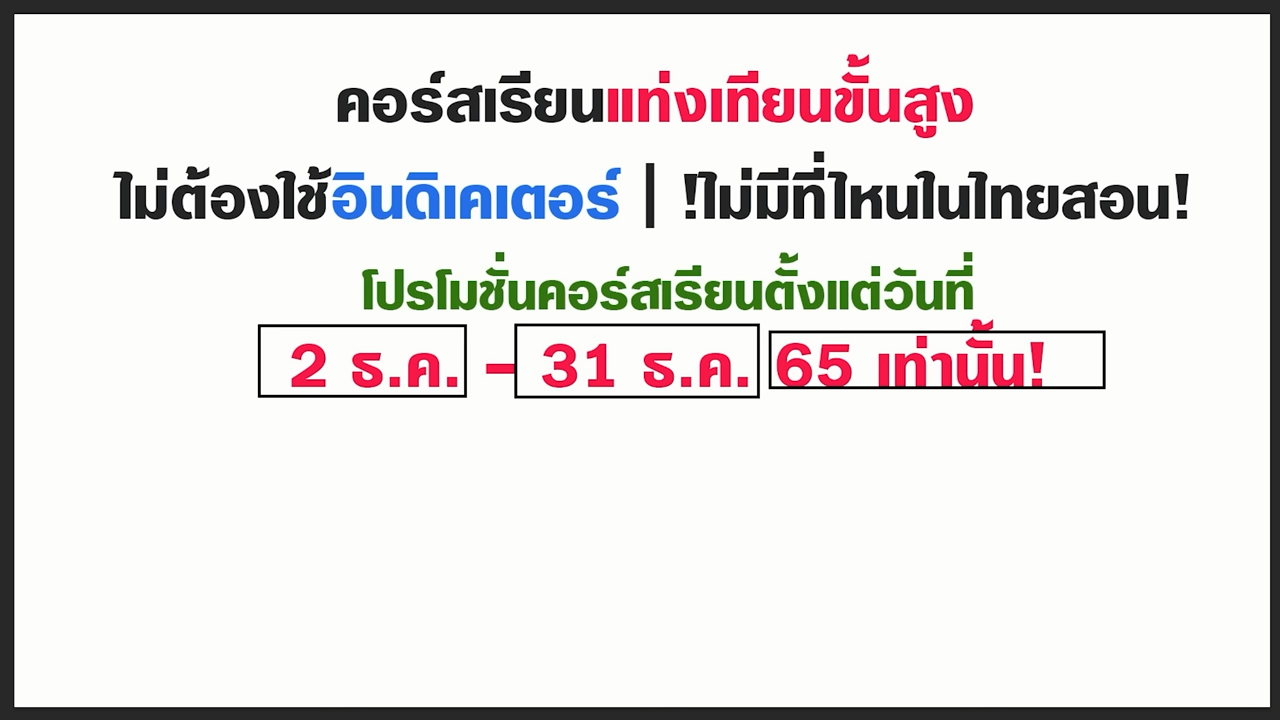 คอร์สเรียนแท่งเทียนขั้นสูง
ไม่ต้องใช้อินดิเคเตอร์ | !ไม่มีที่ไหนในไทยสอน!
โปรโมชั่นคอร์สเรียนตั้งแต่วันที่
2 ธ.ค. – 31 ธ.ค. 65 เท่านั้น!